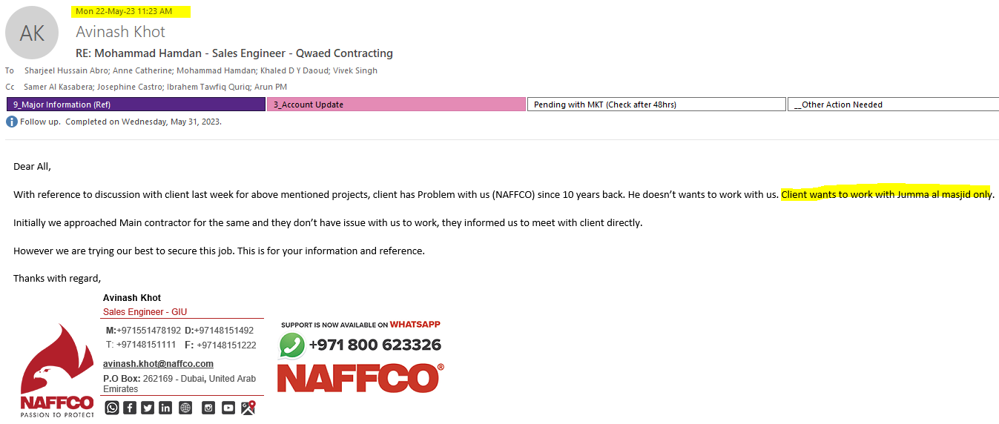 Mon 22-May-23 11:23 AM
AK
Avinash Khot
RE: Mohammad Hamdan - Sales Engineer - Qwaed Contracting
To Sharjeel Hussain Abro; Anne Catherine; Mohammad Hamdan; Khaled D Y Daoud; Vivek Singh
Cc Samer Al Kasabera; Josephine Castro; Ibrahem Tawfiq Quriq; Arun PM
9_Major Information (Ref) 3_Account Update Pending with MKT (Check after 48hrs) __Other Action Needed
Follow up. Completed on Wednesday, May 31, 2023.
Dear All,
With reference to discussion with client last week for above mentioned projects, client has Problem with us (NAFFCO) since 10 years back. He doesn't wants to work with us. Client wants to work with Jumma al masjid only.
Initially we approached Main contractor for the same and they don't have issue with us to work, they informed us to meet with client directly.
However we are trying our best to secure this job. This is for your information and reference.
Thanks with regard,
Avinash Khot
Sales Engineer - GIU
M:+971551478192 D:+97148151492
T: +97148151111 F: +97148151222
avinash.khot@naffco.com
P.O Box: 262169 - Dubai, United Arab
Emirates
NAFFCO
PASSION TO PROTECT
SUPPORT IS NOW AVAILABLE ON WHATSAPP
+971 800 623326
NAFFCO®